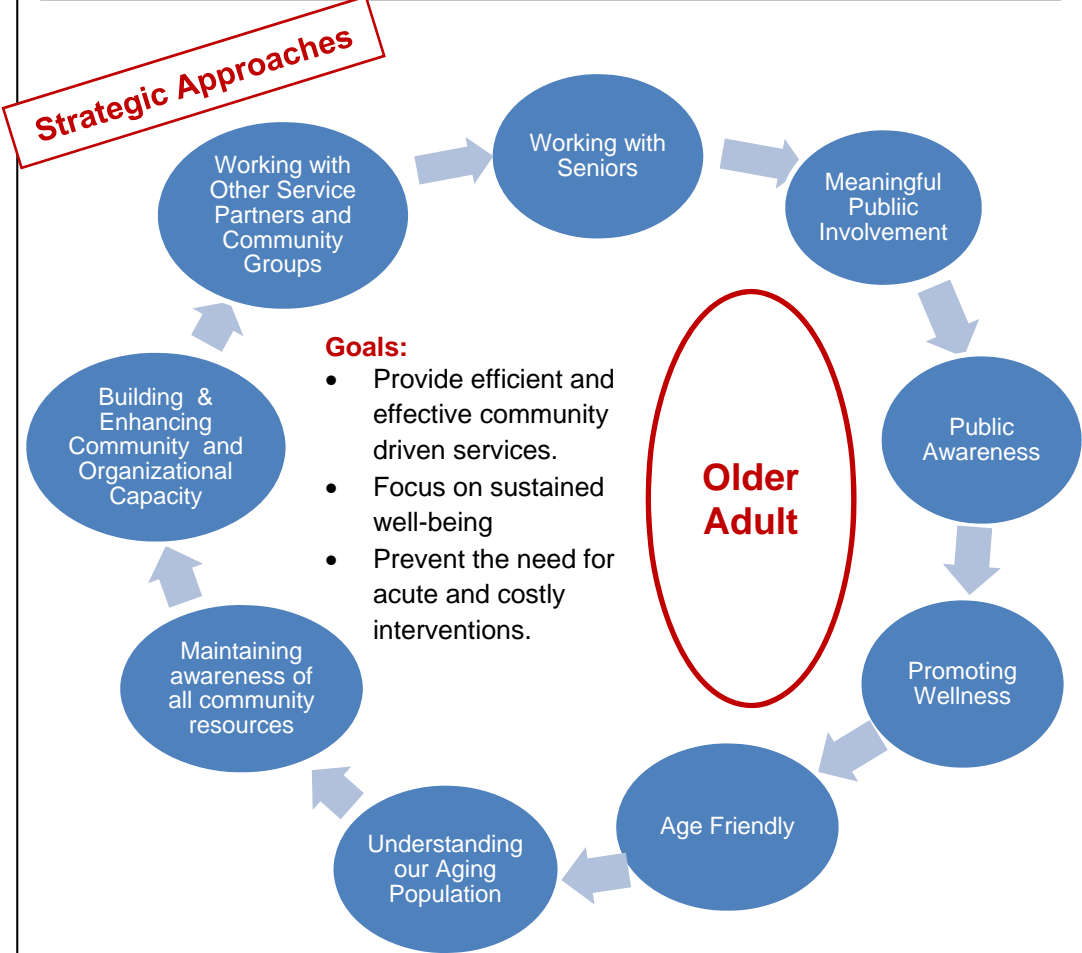 Strategic Approaches
Working with
Seniors
Meaningful
Publiic
Involvement
Public
Awareness
Promoting
Wellness
Age Friendly
Understanding
our Aging
Population
Maintaining
awareness of
all community
resources
Building & 
Enhancing
Community and
Organizational
Capacity
Working with
Other Service
Partners and
Community
Groups
Goals:
• Provide efficient and
effective community
driven services.
• Focus on sustained
well-being
• Prevent the need for
acute and costly
interventions.
Older
Adult